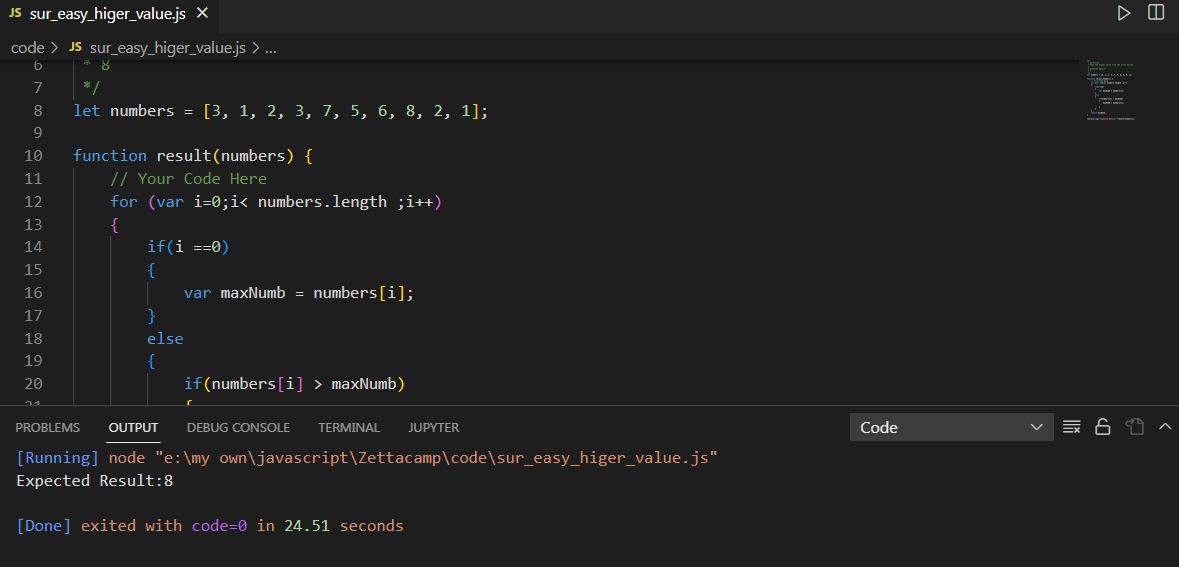 JS sur_easy_higer_value.js
code > JS sur_easy_higer_value.js > ...
6 * 8
7 */
8 let numbers = [3, 1, 2, 3, 7, 5, 6, 8, 2, 1];
9
10 function result(numbers) {
11 // Your Code Here
12 for (var i=0;i< numbers.length ;i++)
13 {
14 if(i ==0)
15 {
16 var maxNumb = numbers[i];
17 }
18 else
19 {
20 if(numbers[i] > maxNumb)
21 {
PROBLEMS OUTPUT DEBUG CONSOLE TERMINAL JUPYTER Code
[Running] node "e:\my own\javascript\Zettacamp\code\sur_easy_higer_value.js"
Expected Result:8
[Done] exited with code=0 in 24.51 seconds